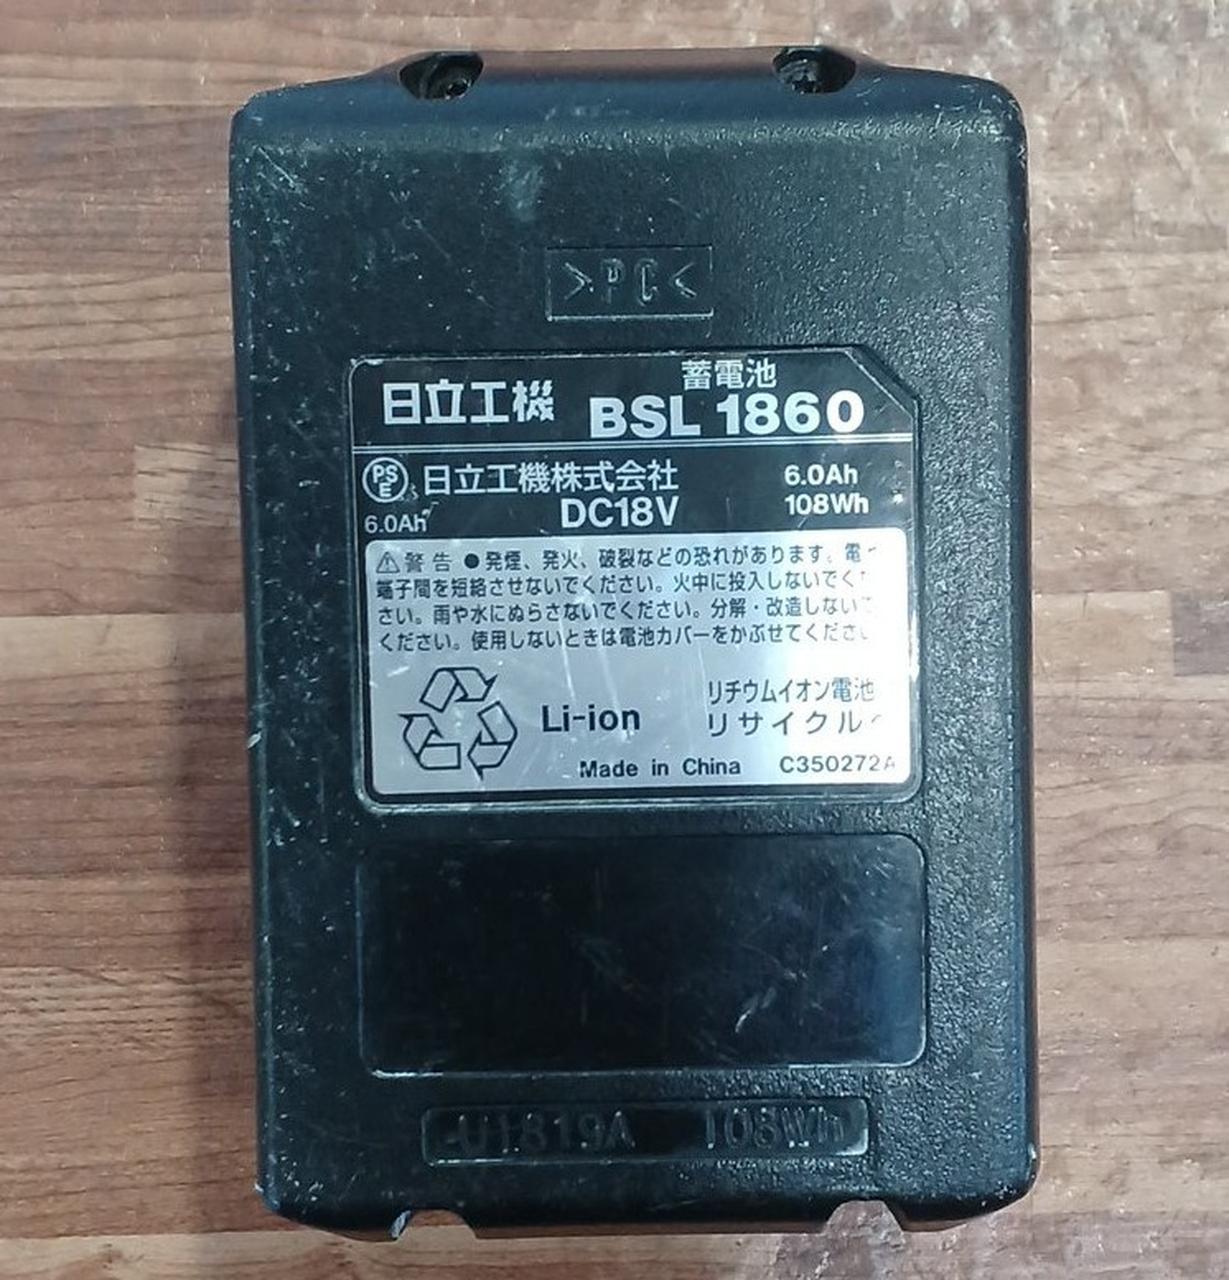 >PC<
蓄電池
日立工機 BSL 1860
PSE 日立工機株式会社 6.0Ah
6.0Ah DC18V 108Wh
⚠警告 ●発煙、発火、破裂などの恐れがあります。電
端子間を短絡させないでください。火中に投入しないでくだ
さい。雨や水にぬらさないでください。分解・改造しないで
ください。使用しないときは電池カバーをかぶせてください
Li-ion リチウムイオン電池
リサイクル
Made in China C350272A
U1819A 108Wh